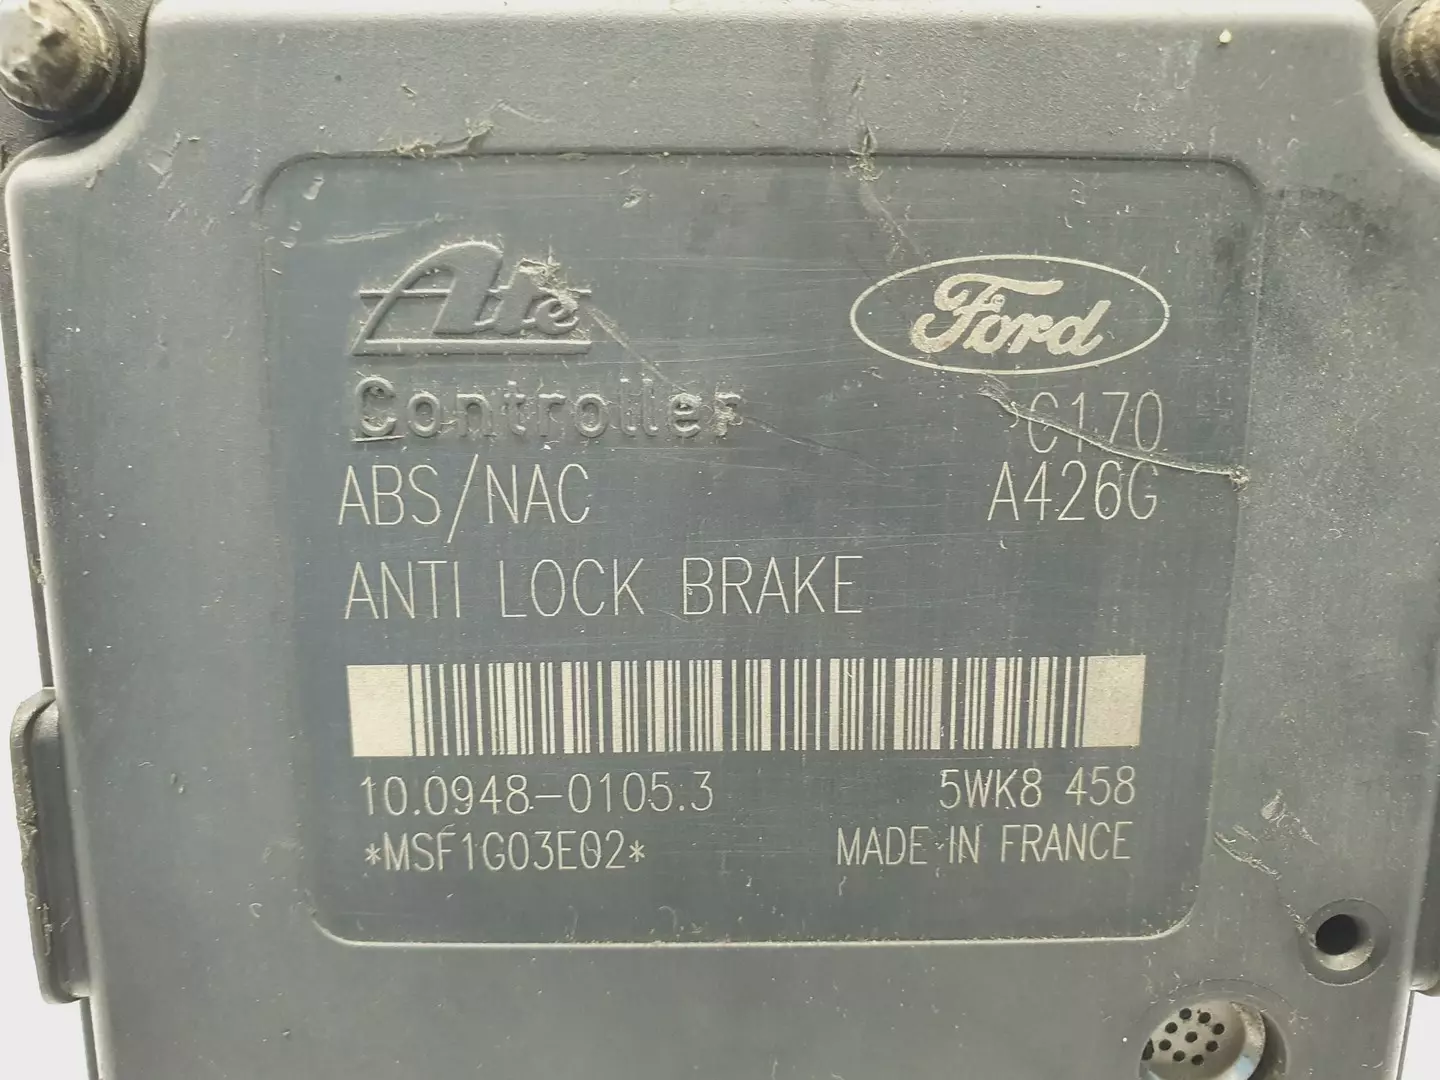 Ate
Ford
Controller
C170
ABS/NAC
A426G
ANTI LOCK BRAKE
10.0948-0105.3
5WK8 458
*MSF1G03E02*
MADE IN FRANCE